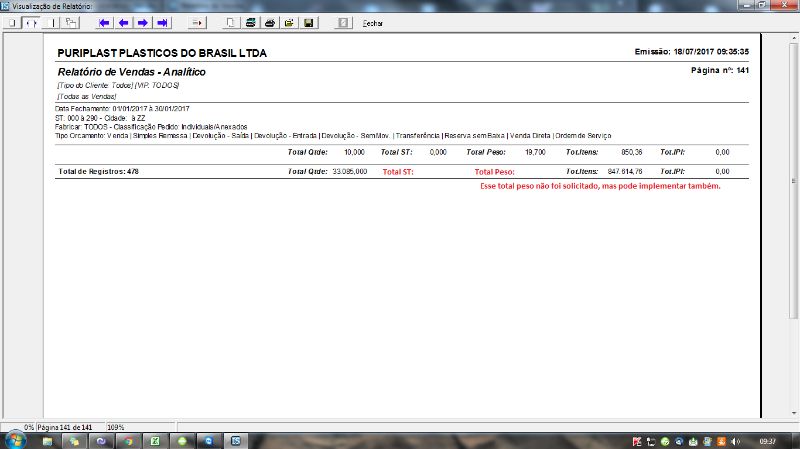 Visualização de Relatório:
Fechar
PURIPLAST PLASTICOS DO BRASIL LTDA
Emissão: 18/07/2017 09:35:35
Relatório de Vendas - Analítico
Página nº: 141
[Tipo do Cliente: Todos] [VIP: TODOS]
[Todas as Vendas]
Data Fechamento: 01/01/2017 à 30/01/2017
ST: 000 à 290 - Cidade: à ZZ
Fabricar: TODOS - Classificação Pedido: Individuais/Anexados
Tipo Orcamento: Venda | Simples Remessa | Devolução - Saída | Devolução - Entrada | Devolução - Sem Mov. | Transferência | Reserva sem Baixa | Venda Direta | Ordem de Serviço
Total Qtde: 10,000 Total ST: 0,000 Total Peso: 19,700 Tot.Itens: 850,36 Tot.IPI: 0,00
Total de Registros: 478 Total Qtde: 33.085,000 Total ST: Total Peso: Tot.Itens: 847.614,76 Tot.IPI: 0,00
Esse total peso não foi solicitado, mas pode implementar também.
0% Página 141 de 141 109%
09:37